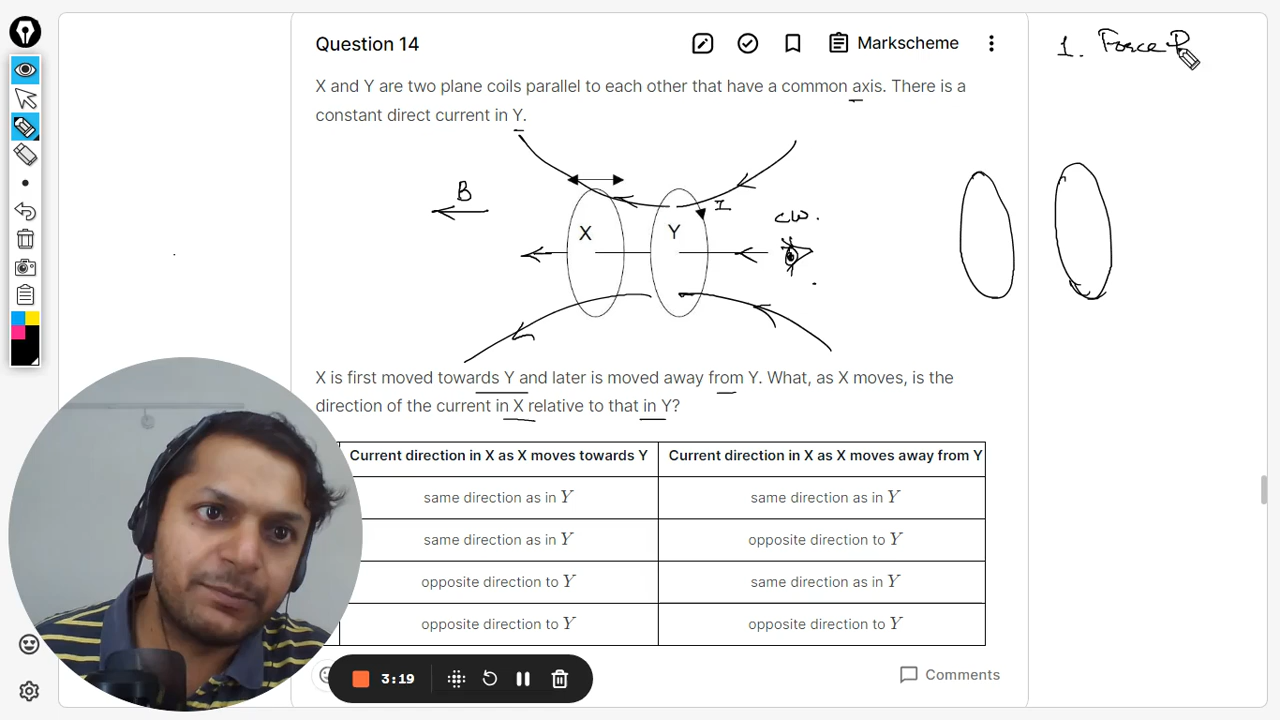 Question 14
Markscheme
1. Force
X and Y are two plane coils parallel to each other that have a common axis. There is a
constant direct current in Y.
B
I
X
Y
cw.
X is first moved towards Y and later is moved away from Y. What, as X moves, is the
direction of the current in X relative to that in Y?
Current direction in X as X moves towards Y
Current direction in X as X moves away from Y
same direction as in Y
same direction as in Y
same direction as in Y
opposite direction to Y
opposite direction to Y
same direction as in Y
opposite direction to Y
opposite direction to Y
3:19
Comments